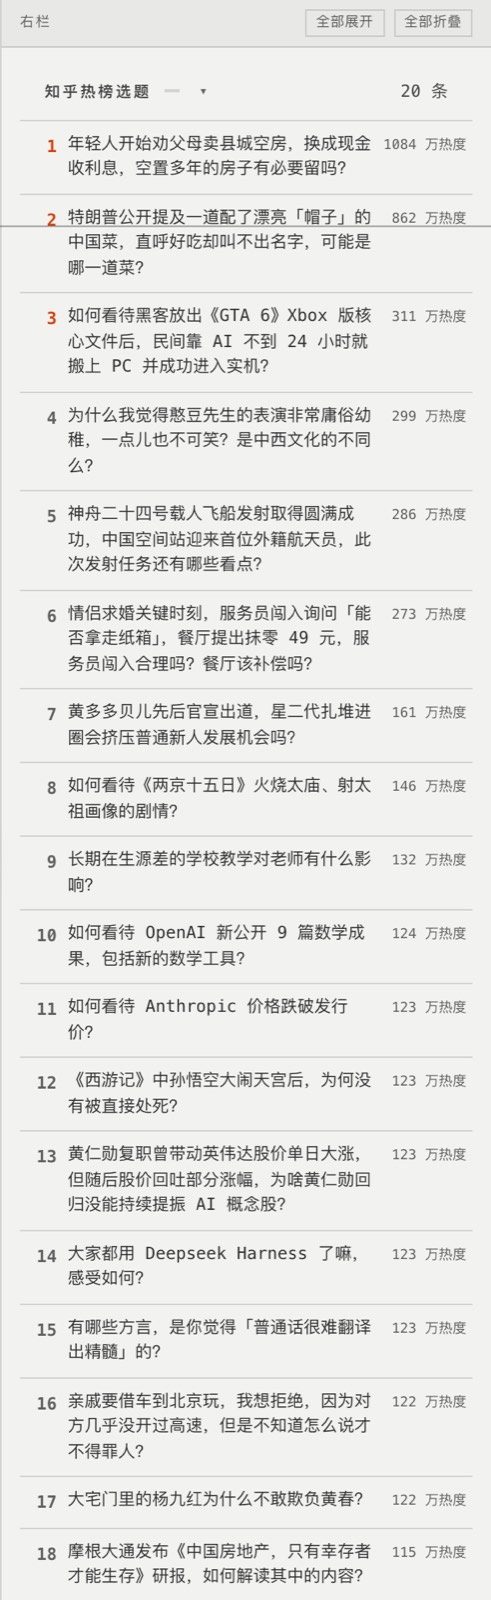 右栏
全部展开
全部折叠
知乎热榜选题
20 条
1 年轻人开始劝父母卖县城空房，换成现金 1084 万热度
收利息，空置多年的房子有必要留吗？
2 特朗普公开提及一道配了漂亮「帽子」的 862 万热度
中国菜，直呼好吃却叫不出名字，可能是
哪一道菜？
3 如何看待黑客放出《GTA 6》Xbox 版核 311 万热度
心文件后，民间靠 AI 不到 24 小时就
搬上 PC 并成功进入实机？
4 为什么我觉得憨豆先生的表演非常庸俗幼 299 万热度
稚，一点儿也不可笑？是中西文化的不同
么？
5 神舟二十四号载人飞船发射取得圆满成 286 万热度
功，中国空间站迎来首位外籍航天员，此
次发射任务还有哪些看点？
6 情侣求婚关键时刻，服务员闯入询问「能 273 万热度
否拿走纸箱」，餐厅提出抹零 49 元，服
务员闯入合理吗？餐厅该补偿吗？
7 黄多多贝儿先后官宣出道，星二代扎堆进 161 万热度
圈会挤压普通新人发展机会吗？
8 如何看待《两京十五日》火烧太庙、射太 146 万热度
祖画像的剧情？
9 长期在生源差的学校教学对老师有什么影 132 万热度
响？
10 如何看待 OpenAI 新公开 9 篇数学成 124 万热度
果，包括新的数学工具？
11 如何看待 Anthropic 价格跌破发行 123 万热度
价？
12 《西游记》中孙悟空大闹天宫后，为何没 123 万热度
有被直接处死？
13 黄仁勋复职曾带动英伟达股价单日大涨， 123 万热度
但随后股价回吐部分涨幅，为啥黄仁勋回
归没能持续提振 AI 概念股？
14 大家都用 Deepseek Harness 了嘛， 123 万热度
感受如何？
15 有哪些方言，是你觉得「普通话很难翻译 123 万热度
出精髓」的？
16 亲戚要借车到北京玩，我想拒绝，因为对 122 万热度
方几乎没开过高速，但是不知道怎么说才
不得罪人？
17 大宅门里的杨九红为什么不敢欺负黄春？ 122 万热度
18 摩根大通发布《中国房地产，只有幸存者 115 万热度
才能生存》研报，如何解读其中的内容？